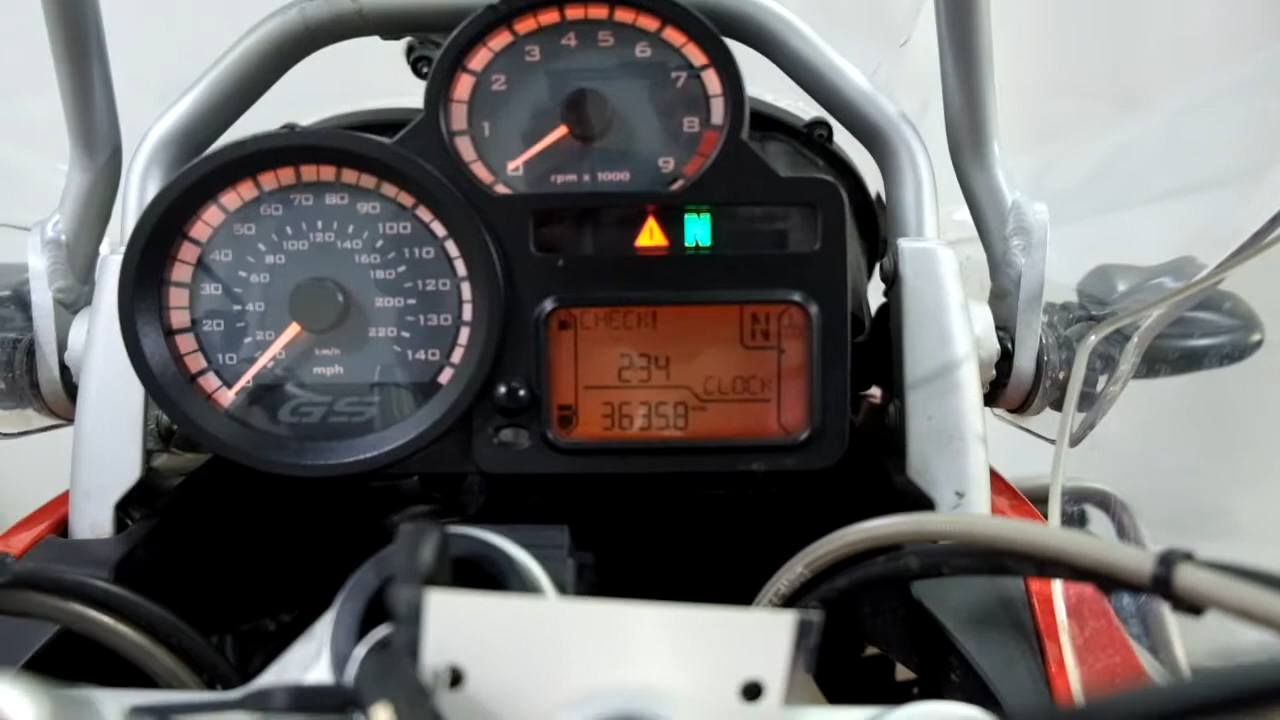 1 2 3 4 5 6 7 8 9
rpm x 1000
10 20 30 40 50 60 70 80 90 100 110 120 130 140
20 40 60 80 100 120 140 160 180 200 220
km/h
mph
GS
N
CHECK! N
2:34
CLOCK
36358